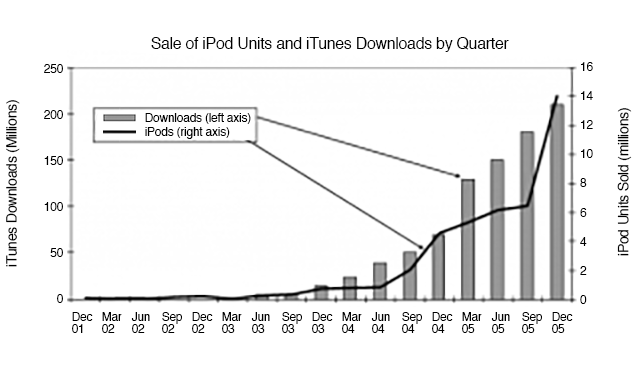 Sale of iPod Units and iTunes Downloads by Quarter
iTunes Downloads (Millions)
250
200
150
100
50
0
Downloads (left axis)
iPods (right axis)
16
14
12
10
8
6
4
2
0
iPod Units Sold (millions)
Dec Mar Jun Sep Dec Mar Jun Sep Dec Mar Jun Sep Dec Mar Jun Sep Dec
01 02 02 02 02 03 03 03 03 04 04 04 04 05 05 05 05